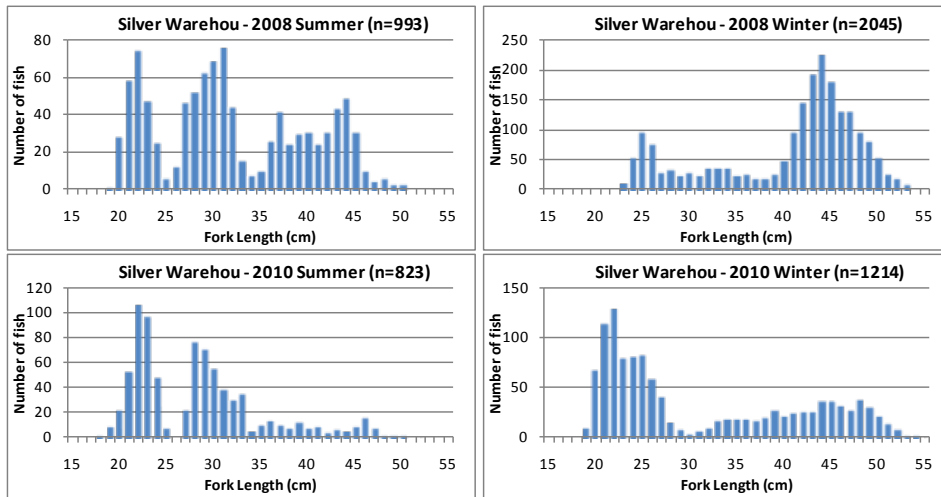 Silver Warehou - 2008 Summer (n=993)
Number of fish
80
60
40
20
0
15 20 25 30 35 40 45 50 55
Fork Length (cm)
Silver Warehou - 2008 Winter (n=2045)
Number of fish
250
200
150
100
50
0
15 20 25 30 35 40 45 50 55
Fork Length (cm)
Silver Warehou - 2010 Summer (n=823)
Number of fish
120
100
80
60
40
20
0
15 20 25 30 35 40 45 50 55
Fork Length (cm)
Silver Warehou - 2010 Winter (n=1214)
Number of fish
150
100
50
0
15 20 25 30 35 40 45 50 55
Fork Length (cm)